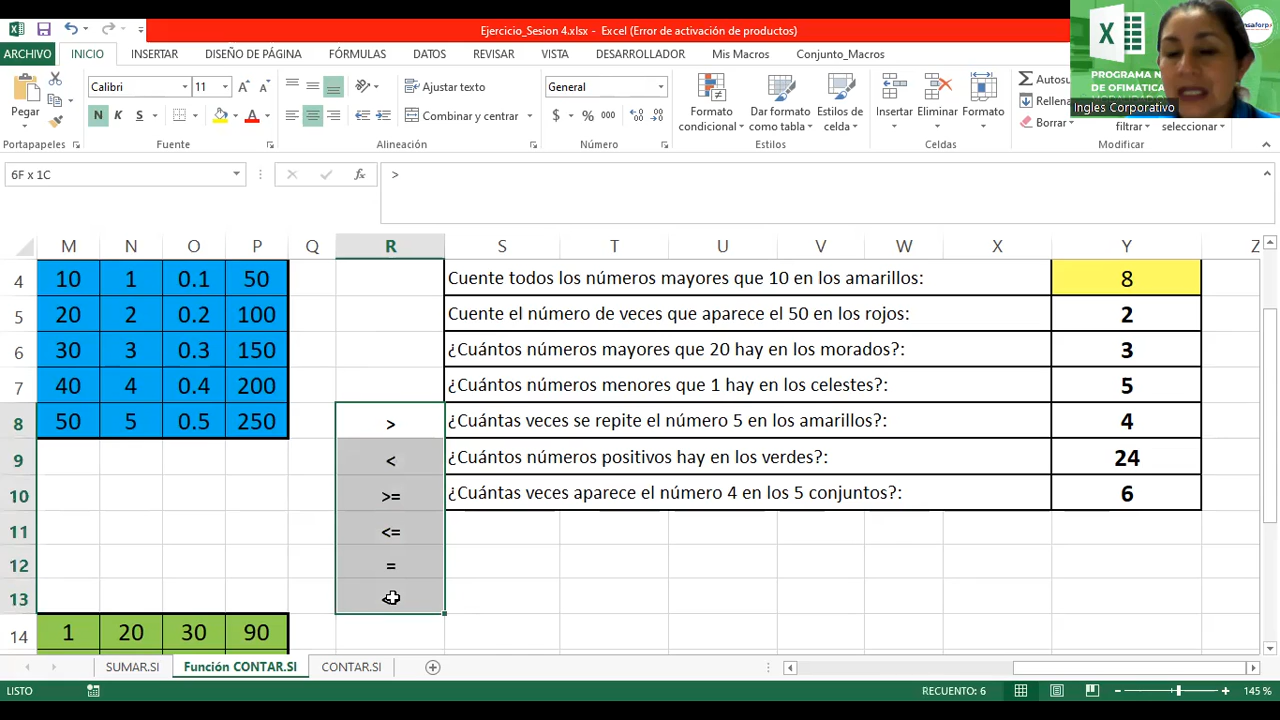 Ejercicio_Sesion 4.xlsx - Excel (Error de activación de productos)
ARCHIVO INICIO INSERTAR DISEÑO DE PÁGINA FÓRMULAS DATOS REVISAR VISTA DESARROLLADOR Mis Macros Conjunto_Macros
Calibri 11 Ajustar texto General
Pegar N K S Combinar y centrar $ % 000
Formato condicional Dar formato como tabla Estilos de celda Insertar Eliminar Formato
Borrar filtrar seleccionar
Portapapeles Fuente Alineación Número Estilos Celdas Modificar
PROGRAMA N
DE OFIMÁTIC
Ingles Corporativo
6F x 1C fx >
M N O P Q R S T U V W X Y Z
4 10 1 0.1 50 Cuente todos los números mayores que 10 en los amarillos: 8
5 20 2 0.2 100 Cuente el número de veces que aparece el 50 en los rojos: 2
6 30 3 0.3 150 ¿Cuántos números mayores que 20 hay en los morados?: 3
7 40 4 0.4 200 ¿Cuántos números menores que 1 hay en los celestes?: 5
8 50 5 0.5 250 > ¿Cuántas veces se repite el número 5 en los amarillos?: 4
9 < ¿Cuántos números positivos hay en los verdes?: 24
10 >= ¿Cuántas veces aparece el número 4 en los 5 conjuntos?: 6
11 <=
12 =
13
14 1 20 30 90
SUMAR.SI Función CONTAR.SI CONTAR.SI
LISTO RECUENTO: 6 145 %